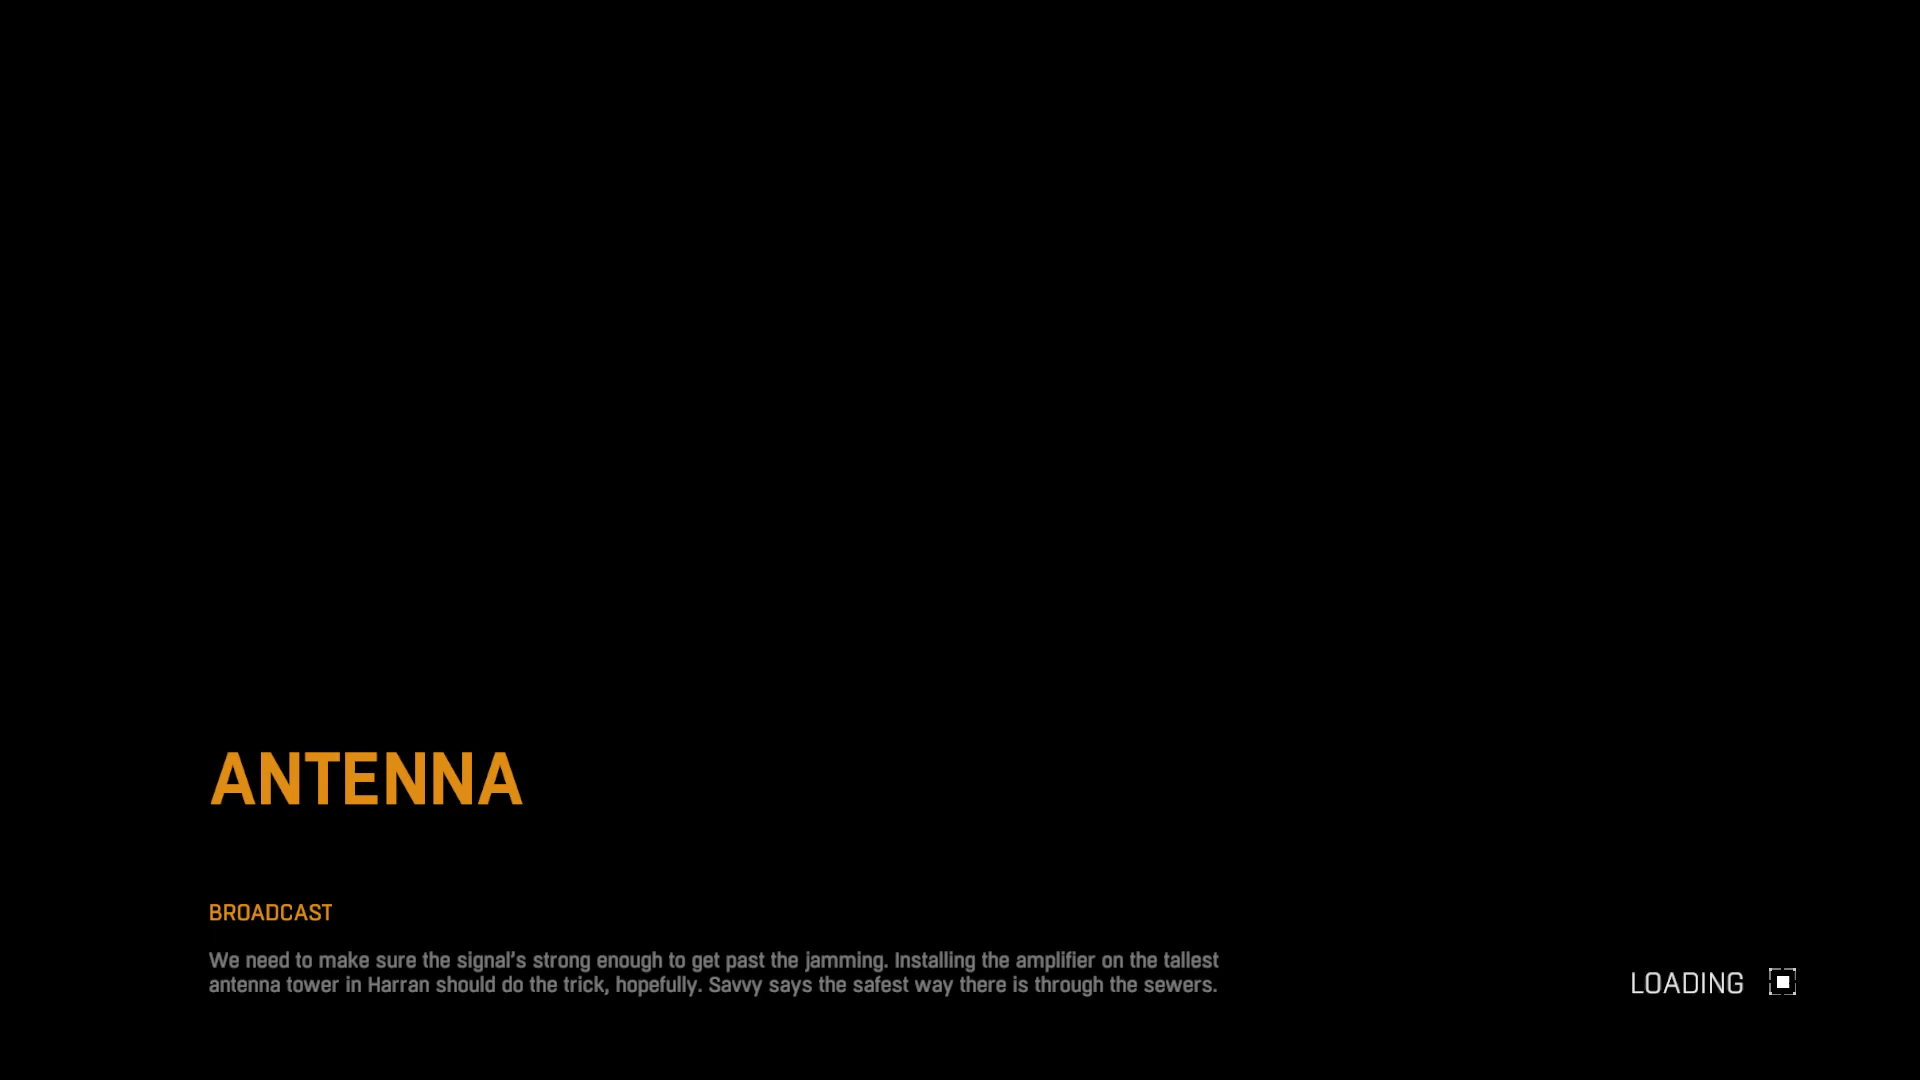 ANTENNA
BROADCAST
We need to make sure the signal's strong enough to get past the jamming. Installing the amplifier on the tallest
antenna tower in Harran should do the trick, hopefully. Savvy says the safest way there is through the sewers.
LOADING